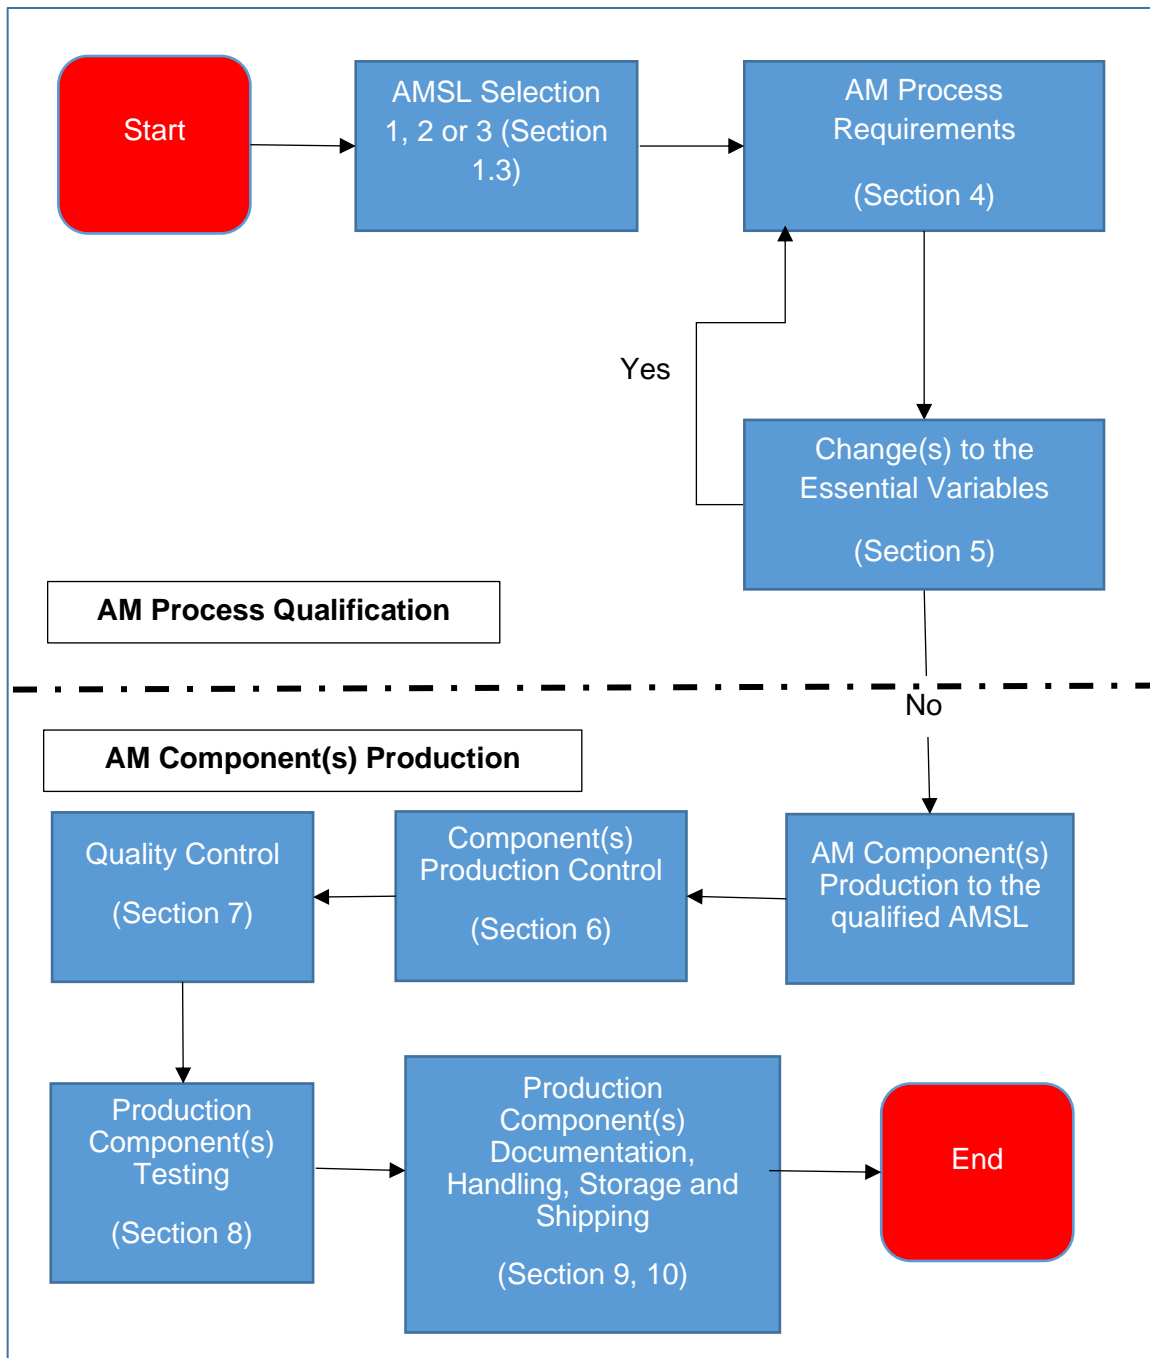 Start
AMSL Selection
1, 2 or 3 (Section
1.3)
AM Process
Requirements
(Section 4)
Yes
Change(s) to the
Essential Variables
(Section 5)
AM Process Qualification
No
AM Component(s) Production
Quality Control
(Section 7)
Component(s)
Production Control
(Section 6)
AM Component(s)
Production to the
qualified AMSL
Production
Component(s)
Testing
(Section 8)
Production
Component(s)
Documentation,
Handling, Storage and
Shipping
(Section 9, 10)
End